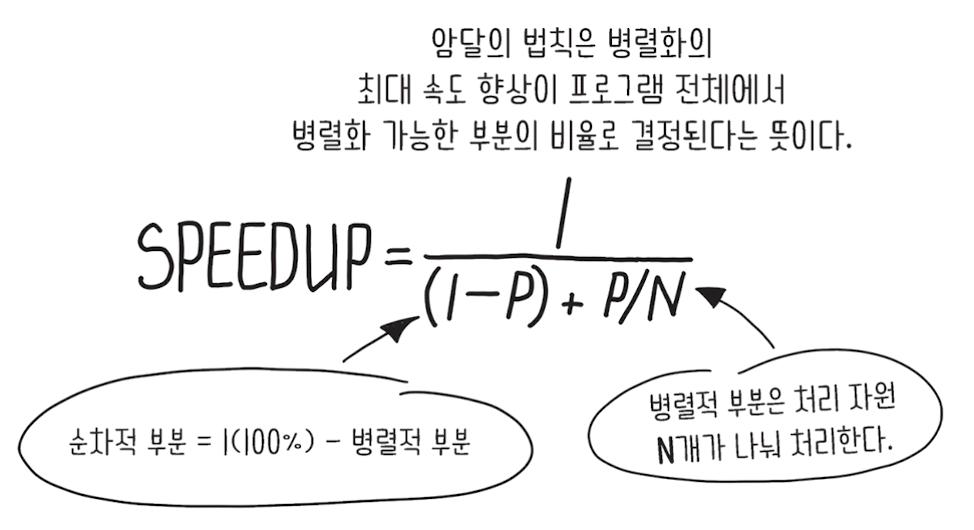 암달의 법칙은 병렬화의
최대 속도 향상이 프로그램 전체에서
병렬화 가능한 부분의 비율로 결정된다는 뜻이다.
SPEEDUP = 1
(1-P) + P/N
순차적 부분 = 1(100%) - 병렬적 부분
병렬적 부분은 처리 자원
N개가 나눠 처리한다.